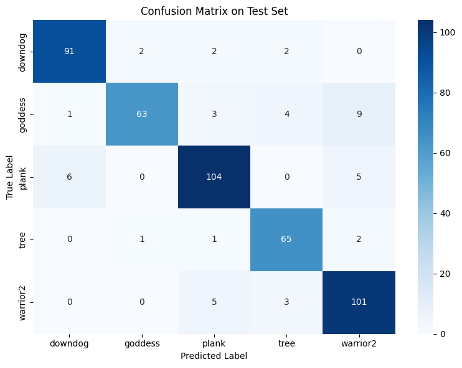 Confusion Matrix on Test Set
True Label
downdog 91 2 2 2 0
goddess 1 63 3 4 9
plank 6 0 104 0 5
tree 0 1 1 65 2
warrior2 0 0 5 3 101
downdog goddess plank tree warrior2
Predicted Label
100
80
60
40
20
0